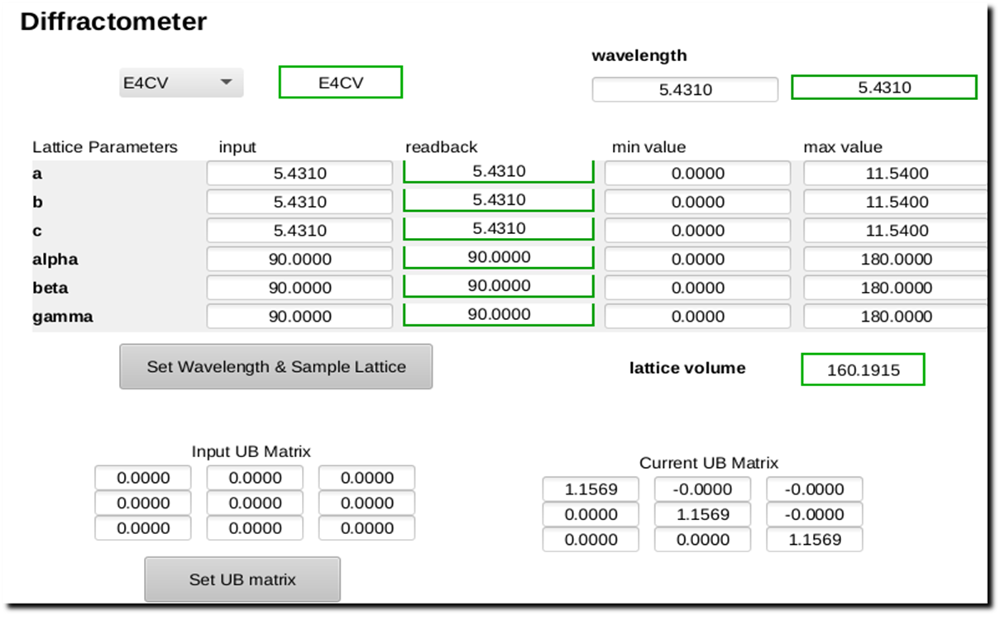 Diffractometer
wavelength
E4CV E4CV
5.4310 5.4310
Lattice Parameters input readback min value max value
a 5.4310 5.4310 0.0000 11.5400
b 5.4310 5.4310 0.0000 11.5400
c 5.4310 5.4310 0.0000 11.5400
alpha 90.0000 90.0000 0.0000 180.0000
beta 90.0000 90.0000 0.0000 180.0000
gamma 90.0000 90.0000 0.0000 180.0000
Set Wavelength & Sample Lattice lattice volume 160.1915
Input UB Matrix
0.0000 0.0000 0.0000
0.0000 0.0000 0.0000
0.0000 0.0000 0.0000
Set UB matrix
Current UB Matrix
1.1569 -0.0000 -0.0000
0.0000 1.1569 -0.0000
0.0000 0.0000 1.1569